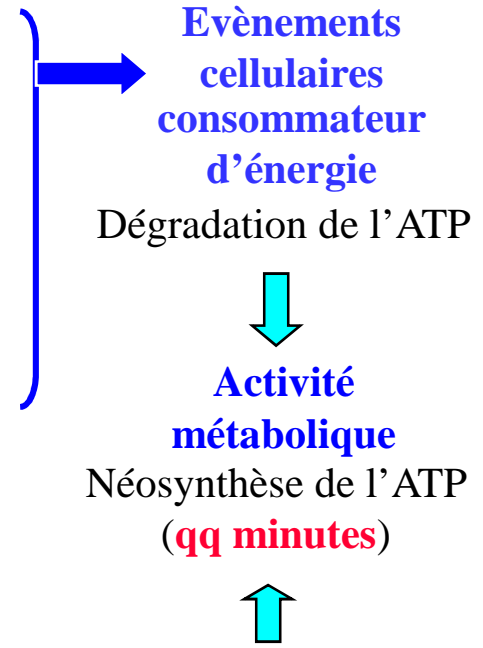 Evènements
cellulaires
consommateur
d’énergie
Dégradation de l’ATP
Activité
métabolique
Néosynthèse de l’ATP
(qq minutes)